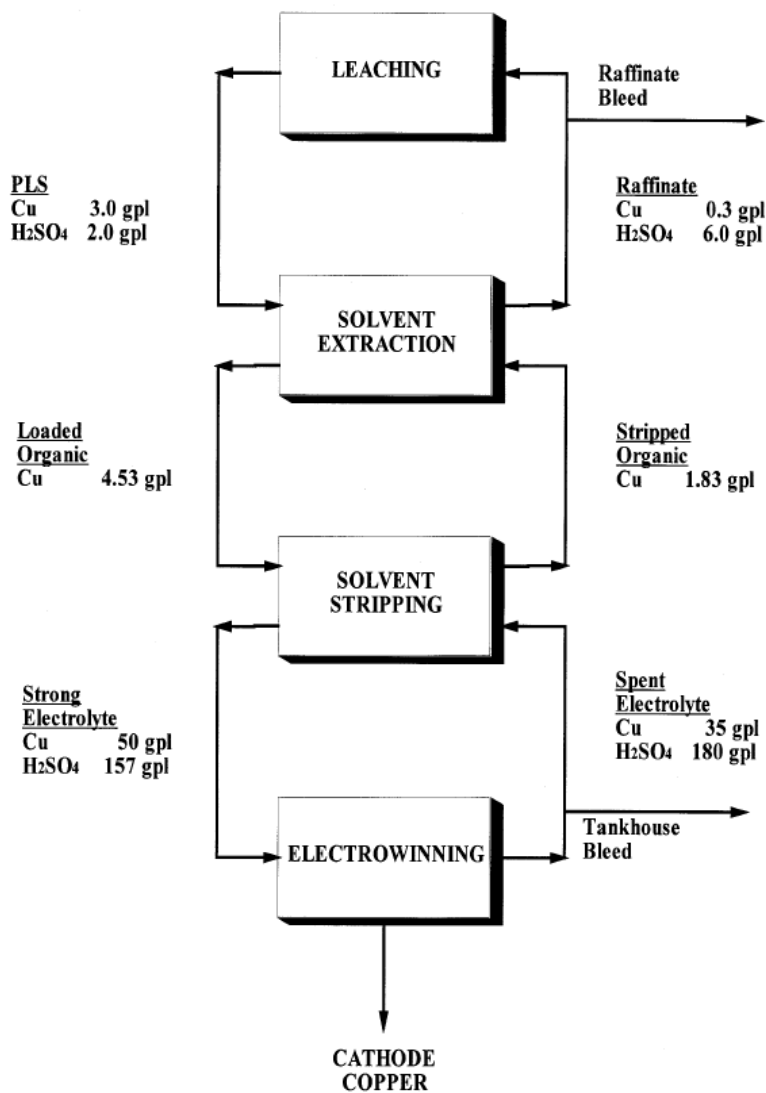 LEACHING
Raffinate
Bleed
PLS
Cu 3.0 gpl
H2SO4 2.0 gpl
Raffinate
Cu 0.3 gpl
H2SO4 6.0 gpl
SOLVENT
EXTRACTION
Loaded
Organic
Cu 4.53 gpl
Stripped
Organic
Cu 1.83 gpl
SOLVENT
STRIPPING
Strong
Electrolyte
Cu 50 gpl
H2SO4 157 gpl
Spent
Electrolyte
Cu 35 gpl
H2SO4 180 gpl
ELECTROWINNING
Tankhouse
Bleed
CATHODE
COPPER